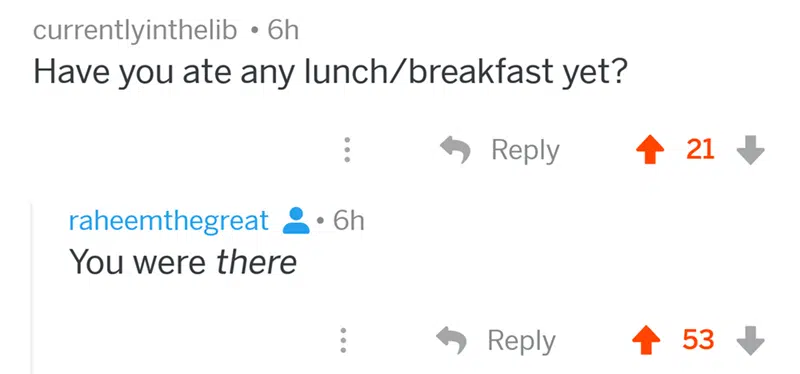 currentlyinthelib • 6h
Have you ate any lunch/breakfast yet?
Reply 21
raheemthegreat • 6h
You were there
Reply 53